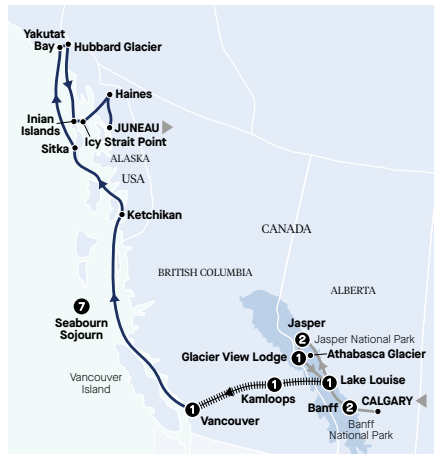 Yakutat
Bay
Hubbard Glacier
Haines
Inian
Islands
JUNEAU
Icy Strait Point
Sitka
ALASKA
USA
Ketchikan
CANADA
BRITISH COLUMBIA
ALBERTA
7
Seabourn
Sojourn
Jasper
2
Jasper National Park
Glacier View Lodge
1
Athabasca Glacier
Vancouver
Island
1
Lake Louise
1
Kamloops
1
Vancouver
Banff
2
CALGARY
Banff
National Park